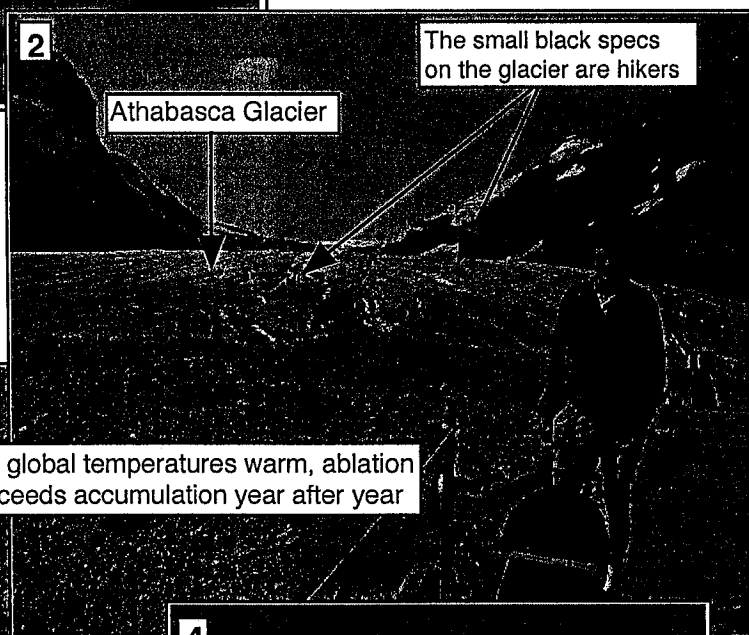 2
The small black specs
on the glacier are hikers
Athabasca Glacier
global temperatures warm, ablation
ceeds accumulation year after year
4